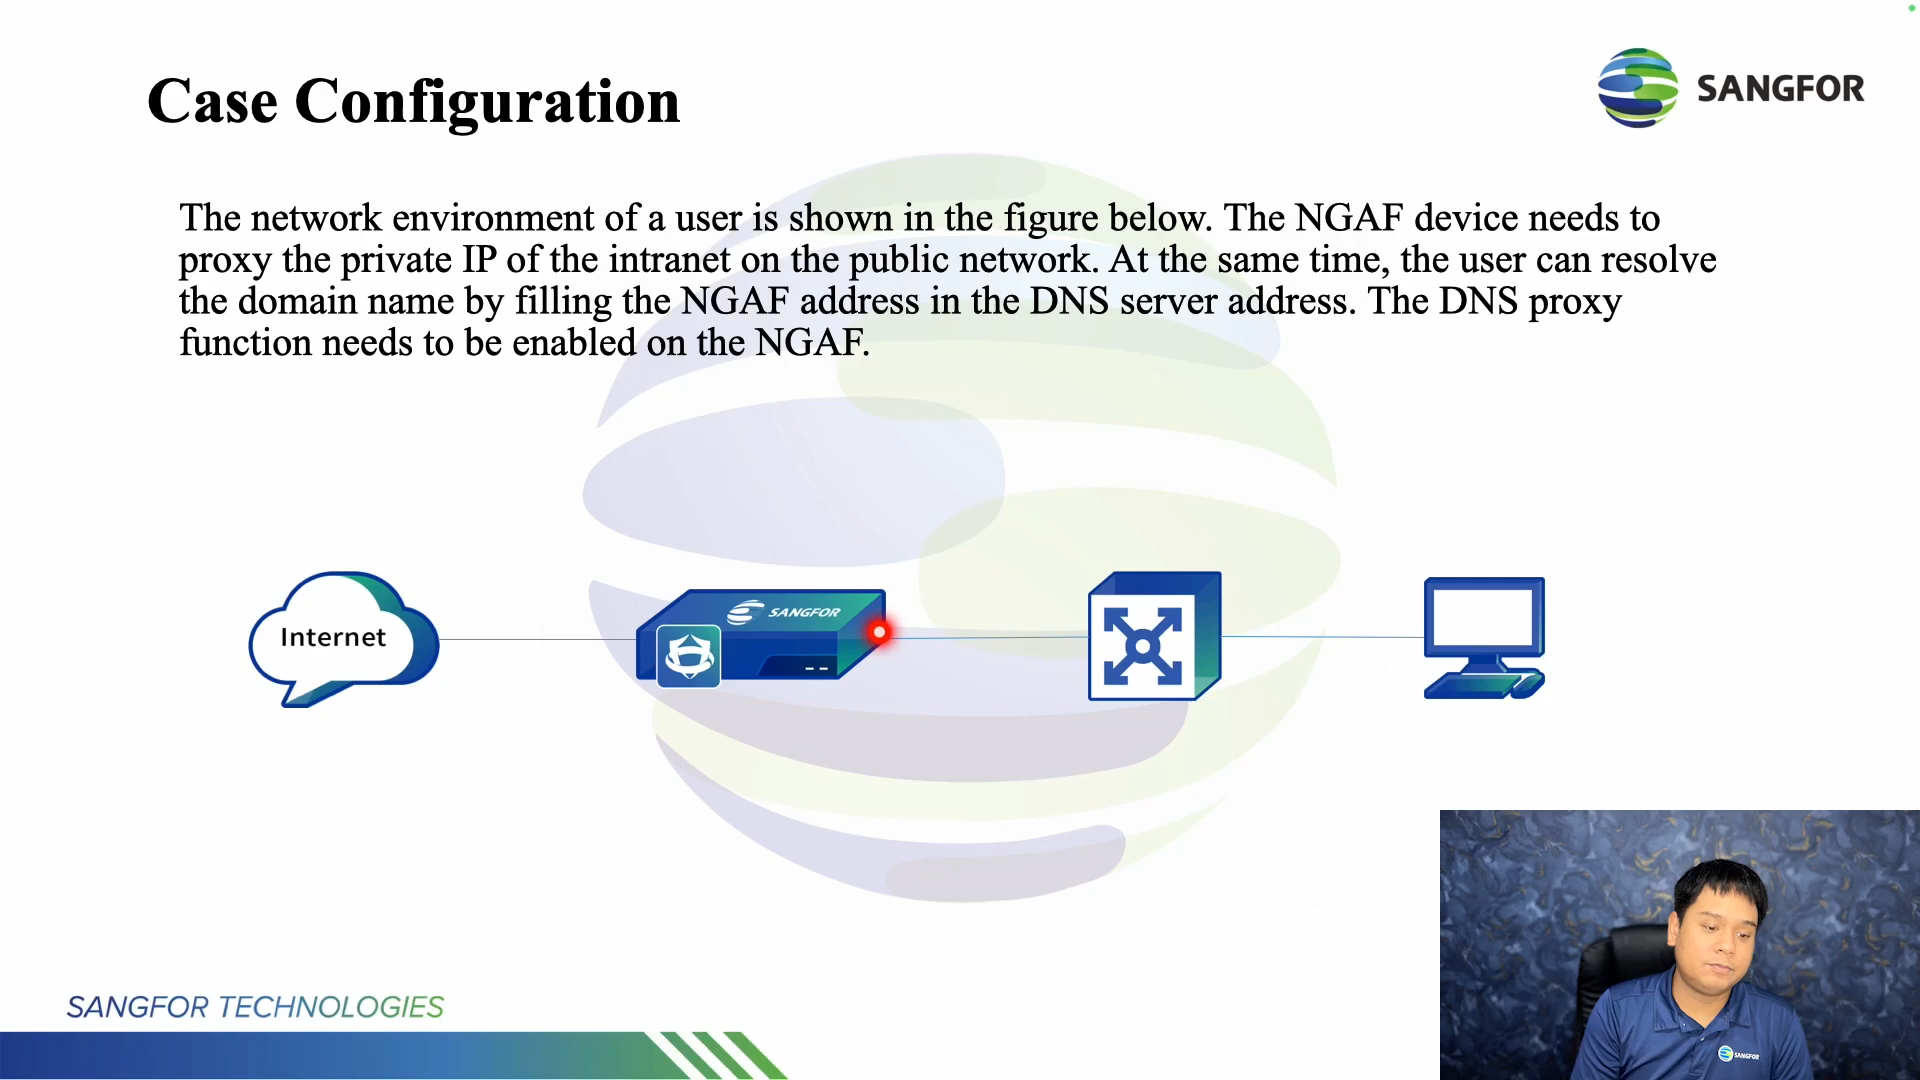 Case Configuration
SANGFOR
The network environment of a user is shown in the figure below. The NGAF device needs to
proxy the private IP of the intranet on the public network. At the same time, the user can resolve
the domain name by filling the NGAF address in the DNS server address. The DNS proxy
function needs to be enabled on the NGAF.
Internet
SANGFOR
SANGFOR TECHNOLOGIES
SANGFOR